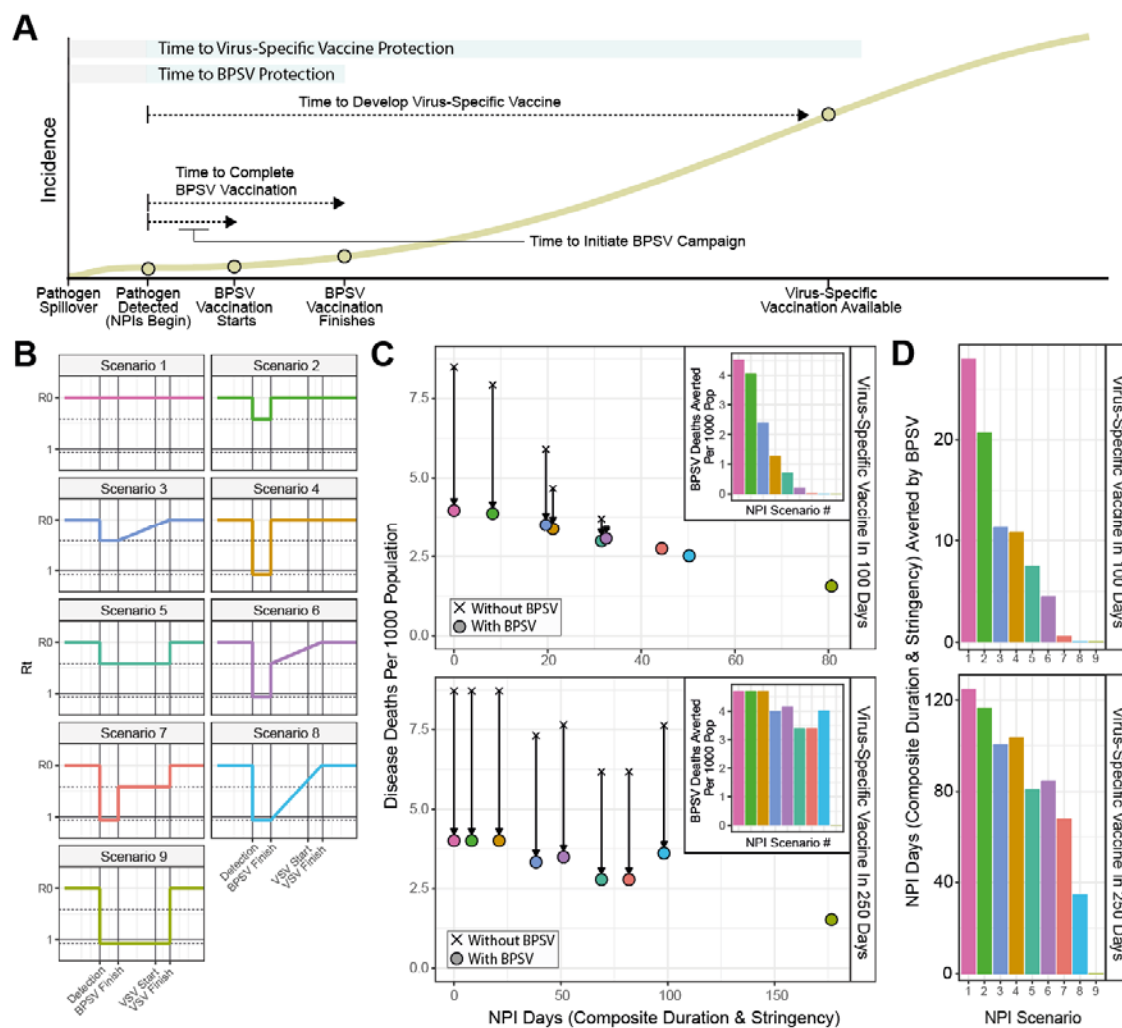 A
Time to Virus-Specific Vaccine Protection
Time to BPSV Protection
Time to Develop Virus-Specific Vaccine
Time to Complete
BPSV Vaccination
Time to Initiate BPSV Campaign
Incidence
Pathogen
Spillover
Pathogen
Detected
(NPIs Begin)
BPSV
Vaccination
Starts
BPSV
Vaccination
Finishes
Virus-Specific
Vaccination Available
B
Scenario 1
Scenario 2
R0
1
Scenario 3
Scenario 4
R0
1
Scenario 5
Scenario 6
R0
1
Scenario 7
Scenario 8
R0
1
Scenario 9
R0
1
Rt
Detection
BPSV Finish
VSV Start
VSV Finish
Detection
BPSV Finish
VSV Start
VSV Finish
C
Disease Deaths Per 1000 Population
7.5
5.0
2.5
0.0
0 20 40 60 80
× Without BPSV
With BPSV
BPSV Deaths Averted
Per 1000 Pop
4
3
2
1
0
NPI Scenario #
Virus-Specific Vaccine In 100 Days
7.5
5.0
2.5
0.0
0 50 100 150
× Without BPSV
With BPSV
BPSV Deaths Averted
Per 1000 Pop
4
3
2
1
0
NPI Scenario #
Virus-Specific Vaccine In 250 Days
NPI Days (Composite Duration & Stringency)
D
NPI Days (Composite Duration & Stringency) Averted by BPSV
20
10
0
1 2 3 4 5 6 7 8 9
Virus-Specific Vaccine In 100 Days
120
80
40
0
1 2 3 4 5 6 7 8 9
Virus-Specific Vaccine In 250 Days
NPI Scenario